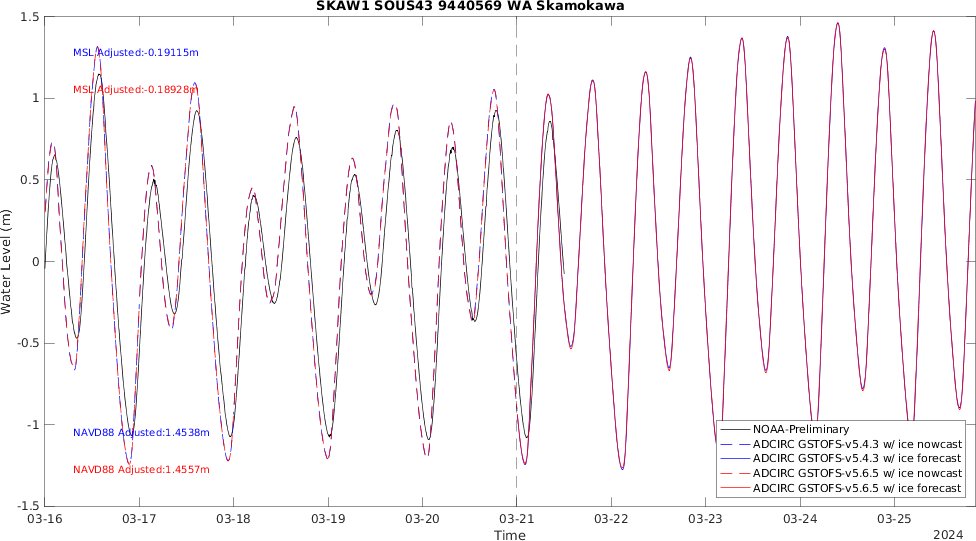 SKAW1 SOUS43 9440569 WA Skamokawa
1.5
1
0.5
0
-0.5
-1
-1.5
Water Level (m)
MSL Adjusted:-0.19115m
MSL Adjusted:-0.18928m
NAVD88 Adjusted:1.4538m
NAVD88 Adjusted:1.4557m
NOAA-Preliminary
ADCIRC GSTOFS-v5.4.3 w/ ice nowcast
ADCIRC GSTOFS-v5.4.3 w/ ice forecast
ADCIRC GSTOFS-v5.6.5 w/ ice nowcast
ADCIRC GSTOFS-v5.6.5 w/ ice forecast
03-16 03-17 03-18 03-19 03-20 03-21 03-22 03-23 03-24 03-25
Time
2024